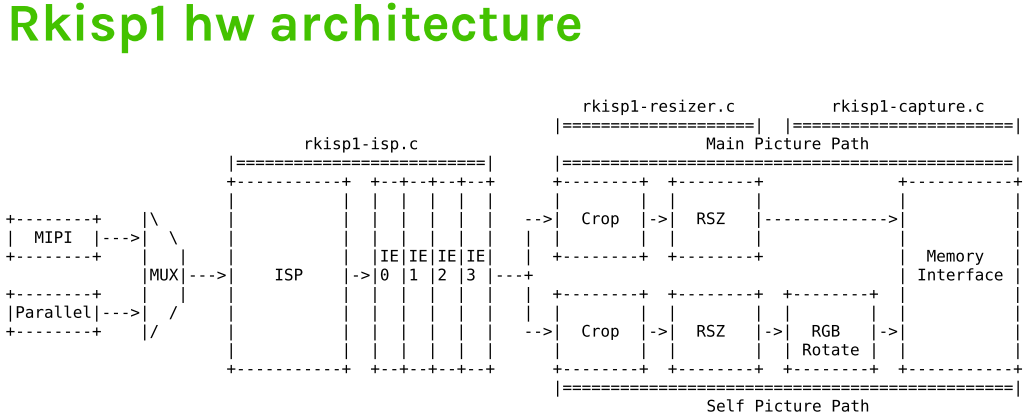 Rkisp1 hw architecture
rkisp1-resizer.c rkisp1-capture.c
rkisp1-isp.c
Main Picture Path
MIPI
Parallel
MUX
ISP
IE IE IE IE
0 1 2 3
Crop RSZ
Crop RSZ RGB
Rotate
Memory
Interface
Self Picture Path